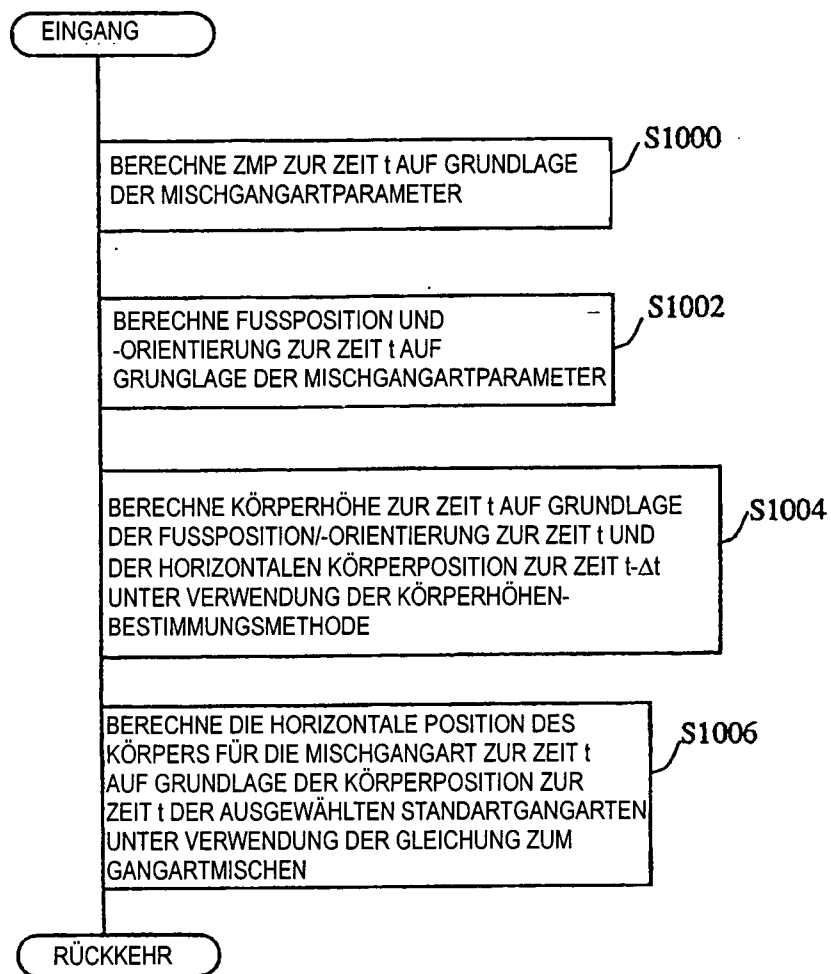 EINGANG
S1000
BERECHNE ZMP ZUR ZEIT t AUF GRUNDLAGE
DER MISCHGANGARTPARAMETER
S1002
BERECHNE FUSSPOSITION UND
-ORIENTIERUNG ZUR ZEIT t AUF
GRUNGLAGE DER MISCHGANGARTPARAMETER
S1004
BERECHNE KÖRPERHÖHE ZUR ZEIT t AUF GRUNDLAGE
DER FUSSPOSITION/-ORIENTIERUNG ZUR ZEIT t UND
DER HORIZONTALEN KÖRPERPOSITION ZUR ZEIT t-Δt
UNTER VERWENDUNG DER KÖRPERHÖHEN-
BESTIMMUNGSMETHODE
S1006
BERECHNE DIE HORIZONTALE POSITION DES
KÖRPERS FÜR DIE MISCHGANGART ZUR ZEIT t
AUF GRUNDLAGE DER KÖRPERPOSITION ZUR
ZEIT t DER AUSGEWÄHLTEN STANDARTGANGARTEN
UNTER VERWENDUNG DER GLEICHUNG ZUM
GANGARTMISCHEN
RÜCKKEHR